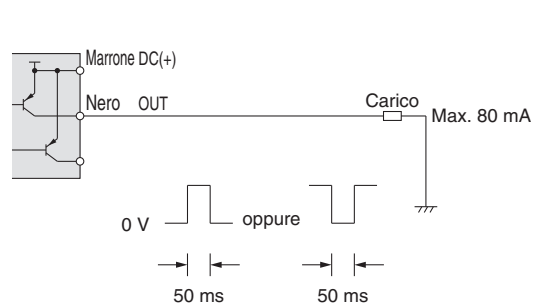 Marrone DC(+)
Nero OUT
Carico
Max. 80 mA
0 V
oppure
50 ms
50 ms